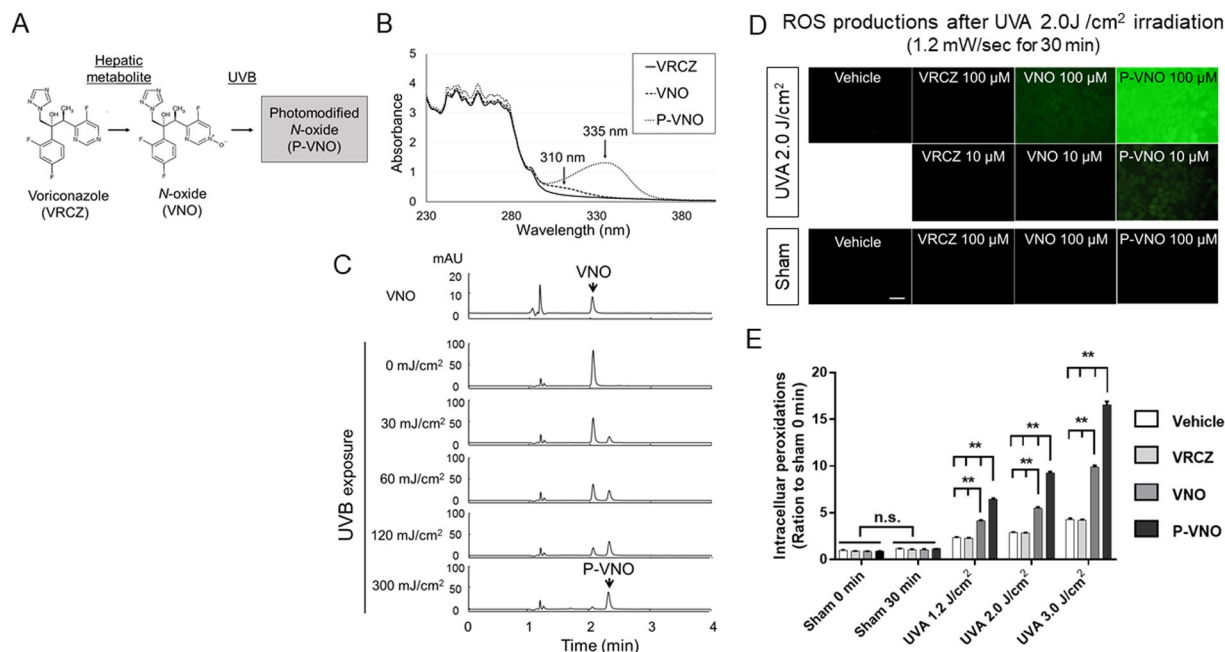 A
Hepatic
metabolite
UVB
Photomodified
N-oxide
(P-VNO)
Voriconazole
(VRCZ)
N-oxide
(VNO)
N
N
N
OH
CH₃
F
N
N
F
F
N
N
N
OH
CH₃
F
N
N⁺
O⁻
F
F
B
Absorbance
5
4
3
2
1
0
230
280
335
380
Wavelength (nm)
310 nm
335 nm
VRCZ
VNO
P-VNO
C
mAU
VNO
VNO
20
10
0
UVB exposure
0 mJ/cm²
100
50
0
30 mJ/cm²
100
50
0
60 mJ/cm²
100
50
0
120 mJ/cm²
100
50
0
300 mJ/cm²
P-VNO
100
50
0
0
1
2
3
4
Time (min)
D
ROS productions after UVA 2.0J /cm² irradiation
(1.2 mW/sec for 30 min)
UVA 2.0 J/cm²
Vehicle
VRCZ 100 μM
VNO 100 μM
P-VNO 100 μM
VRCZ 10 μM
VNO 10 μM
P-VNO 10 μM
Sham
Vehicle
VRCZ 100 μM
VNO 100 μM
P-VNO 100 μM
E
Intracelluar peroxidations
(Ration to sham 0 min)
20
15
10
5
0
n.s.
**
**
**
**
**
**
Sham 0 min
Sham 30 min
UVA 1.2 J/cm²
UVA 2.0 J/cm²
UVA 3.0 J/cm²
Vehicle
VRCZ
VNO
P-VNO